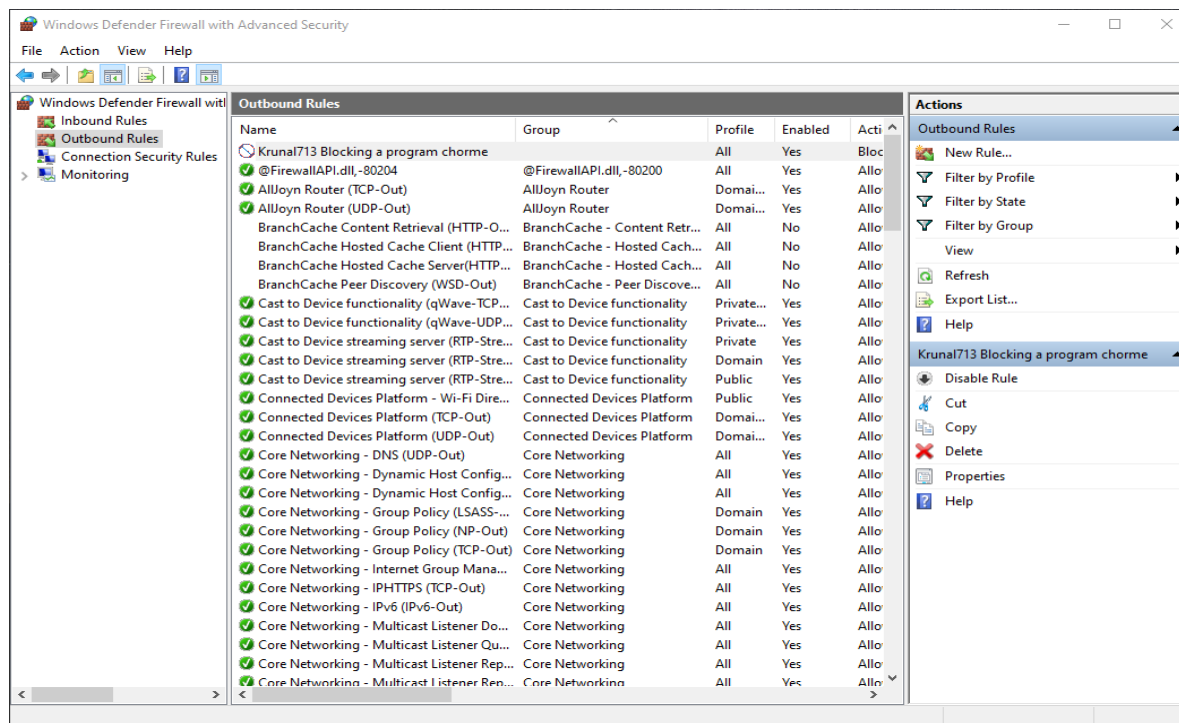 Windows Defender Firewall with Advanced Security
File Action View Help
Windows Defender Firewall witl
Inbound Rules
Outbound Rules
Connection Security Rules
Monitoring
Outbound Rules
Name Group Profile Enabled Acti
Krunal713 Blocking a program chorme All Yes Bloc
@FirewallAPI.dll,-80204 @FirewallAPI.dll,-80200 All Yes Allo
AllJoyn Router (TCP-Out) AllJoyn Router Domai... Yes Allo
AllJoyn Router (UDP-Out) AllJoyn Router Domai... Yes Allo
BranchCache Content Retrieval (HTTP-O... BranchCache - Content Retr... All No Allo
BranchCache Hosted Cache Client (HTTP... BranchCache - Hosted Cach... All No Allo
BranchCache Hosted Cache Server(HTTP... BranchCache - Hosted Cach... All No Allo
BranchCache Peer Discovery (WSD-Out) BranchCache - Peer Discove... All No Allo
Cast to Device functionality (qWave-TCP... Cast to Device functionality Private... Yes Allo
Cast to Device functionality (qWave-UDP... Cast to Device functionality Private... Yes Allo
Cast to Device streaming server (RTP-Stre... Cast to Device functionality Private Yes Allo
Cast to Device streaming server (RTP-Stre... Cast to Device functionality Domain Yes Allo
Cast to Device streaming server (RTP-Stre... Cast to Device functionality Public Yes Allo
Connected Devices Platform - Wi-Fi Dire... Connected Devices Platform Public Yes Allo
Connected Devices Platform (TCP-Out) Connected Devices Platform Domai... Yes Allo
Connected Devices Platform (UDP-Out) Connected Devices Platform Domai... Yes Allo
Core Networking - DNS (UDP-Out) Core Networking All Yes Allo
Core Networking - Dynamic Host Config... Core Networking All Yes Allo
Core Networking - Dynamic Host Config... Core Networking All Yes Allo
Core Networking - Group Policy (LSASS-... Core Networking Domain Yes Allo
Core Networking - Group Policy (NP-Out) Core Networking Domain Yes Allo
Core Networking - Group Policy (TCP-Out) Core Networking Domain Yes Allo
Core Networking - Internet Group Mana... Core Networking All Yes Allo
Core Networking - IPHTTPS (TCP-Out) Core Networking All Yes Allo
Core Networking - IPv6 (IPv6-Out) Core Networking All Yes Allo
Core Networking - Multicast Listener Do... Core Networking All Yes Allo
Core Networking - Multicast Listener Qu... Core Networking All Yes Allo
Core Networking - Multicast Listener Rep... Core Networking All Yes Allo
Core Networking - Multicast Listener Rep... Core Networking All Yes Allo
Actions
Outbound Rules
New Rule...
Filter by Profile
Filter by State
Filter by Group
View
Refresh
Export List...
Help
Krunal713 Blocking a program chorme
Disable Rule
Cut
Copy
Delete
Properties
Help